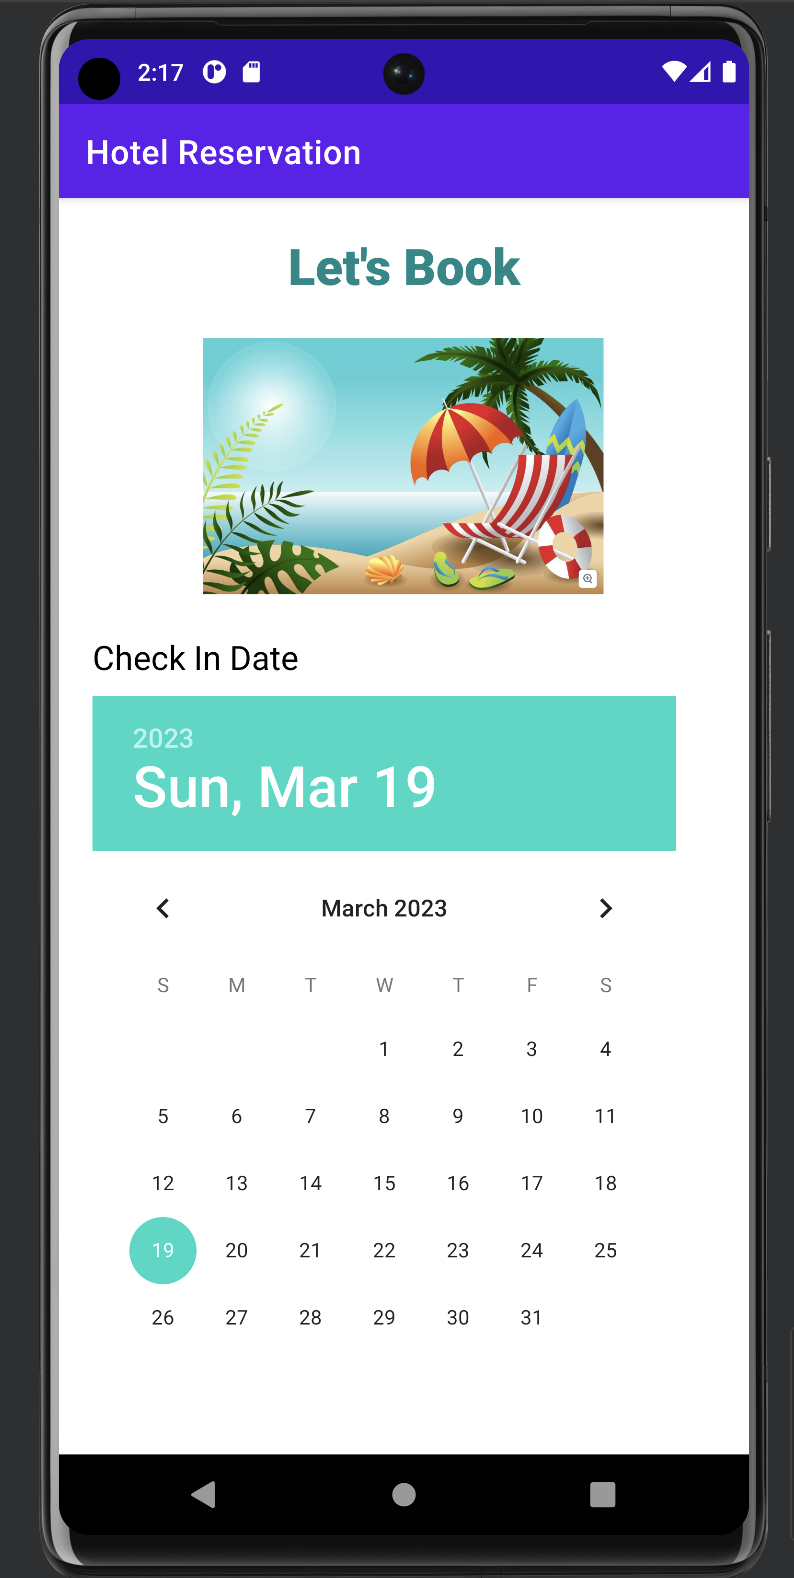 2:17
Hotel Reservation
Let's Book
Check In Date
2023
Sun, Mar 19
March 2023
S M T W T F S
1 2 3 4
5 6 7 8 9 10 11
12 13 14 15 16 17 18
19 20 21 22 23 24 25
26 27 28 29 30 31